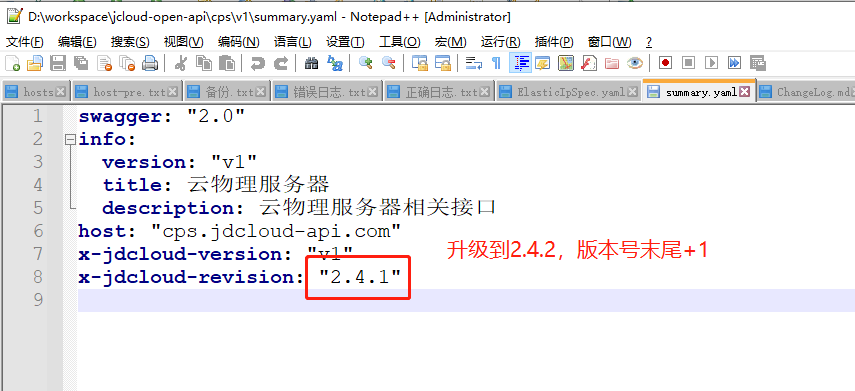 D:\workspace\jcloud-open-api\cps\v1\summary.yaml - Notepad++ [Administrator]
文件(F) 编辑(E) 搜索(S) 视图(V) 编码(N) 语言(L) 设置(T) 工具(O) 宏(M) 运行(R) 插件(P) 窗口(W) ?
hosts host-pre.txt 备份.txt 错误日志.txt 正确日志.txt ElasticIpSpec.yaml summary.yaml ChangeLog.md
1 swagger: "2.0"
2 info:
3 version: "v1"
4 title: 云物理服务器
5 description: 云物理服务器相关接口
6 host: "cps.jdcloud-api.com"
7 x-jdcloud-version: "v1"
升级到2.4.2，版本号末尾+1
8 x-jdcloud-revision: "2.4.1"
9